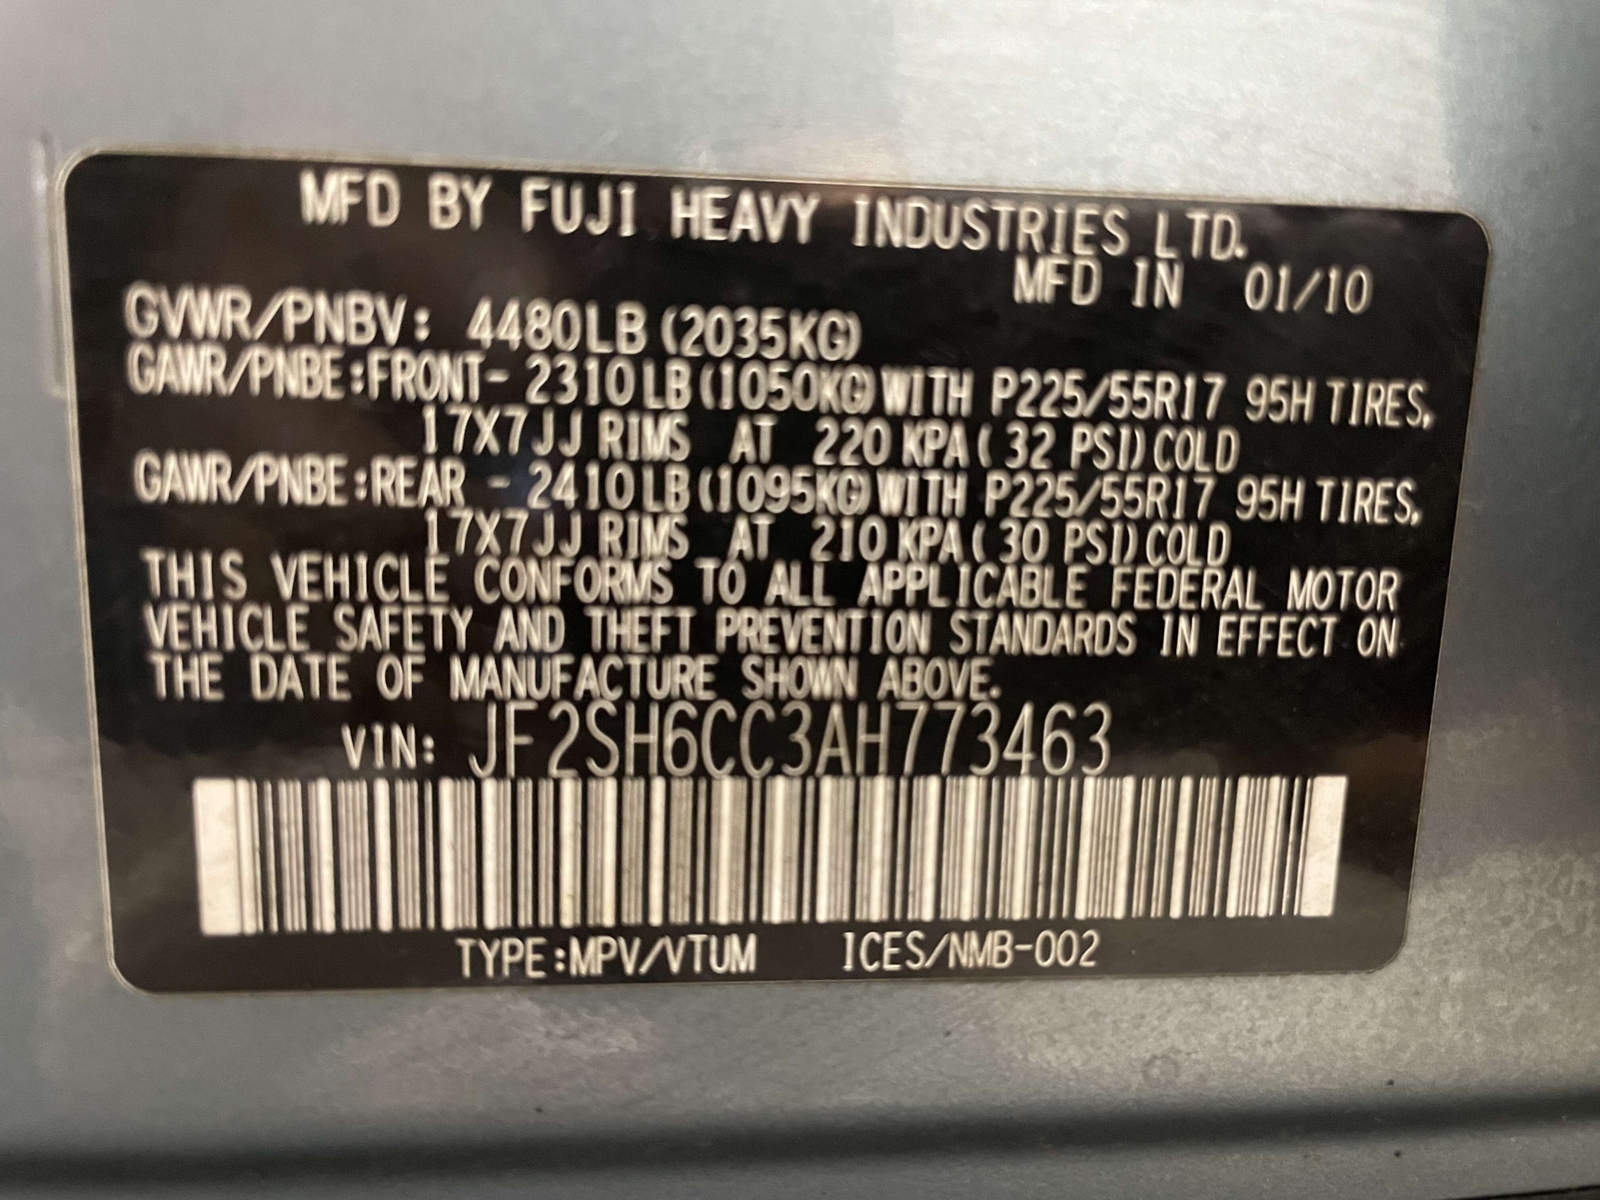 MFD BY FUJI HEAVY INDUSTRIES LTD.
MFD IN 01/10
GVWR/PNBV: 4480LB (2035KG)
GAWR/PNBE:FRONT- 2310LB(1050KG)WITH P225/55R17 95H TIRES,
17X7JJ RIMS AT 220 KPA( 32 PSI)COLD
GAWR/PNBE:REAR - 2410LB(1095KG)WITH P225/55R17 95H TIRES,
17X7JJ RIMS AT 210 KPA( 30 PSI)COLD
THIS VEHICLE CONFORMS TO ALL APPLICABLE FEDERAL MOTOR
VEHICLE SAFETY AND THEFT PREVENTION STANDARDS IN EFFECT ON
THE DATE OF MANUFACTURE SHOWN ABOVE.
VIN: JF2SH6CC3AH773463
TYPE:MPV/VTUM ICES/NMB-002